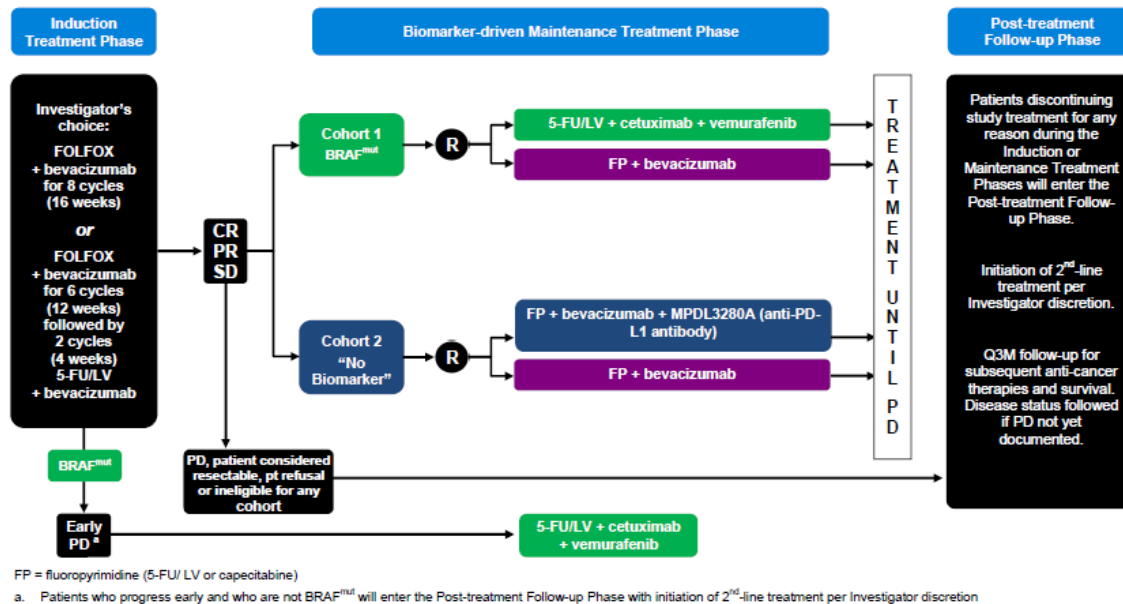 Induction
Treatment Phase
Biomarker-driven Maintenance Treatment Phase
Post-treatment
Follow-up Phase
Investigator's
choice:
FOLFOX
+ bevacizumab
for 8 cycles
(16 weeks)
or
FOLFOX
+ bevacizumab
for 6 cycles
(12 weeks)
followed by
2 cycles
(4 weeks)
5-FU/LV
+ bevacizumab
BRAFmut
Early
PD a
CR
PR
SD
PD, patient considered
resectable, pt refusal
or ineligible for any
cohort
Cohort 1
BRAFmut
R
5-FU/LV + cetuximab + vemurafenib
FP + bevacizumab
Cohort 2
"No
Biomarker"
R
FP + bevacizumab + MPDL3280A (anti-PD-
L1 antibody)
FP + bevacizumab
5-FU/LV + cetuximab
+ vemurafenib
TREATMENT UNTIL PD
Patients discontinuing
study treatment for any
reason during the
Induction or
Maintenance Treatment
Phases will enter the
Post-treatment Follow-
up Phase.
Initiation of 2nd-line
treatment per
Investigator discretion.
Q3M follow-up for
subsequent anti-cancer
therapies and survival.
Disease status followed
if PD not yet
documented.
FP = fluoropyrimidine (5-FU/ LV or capecitabine)
a. Patients who progress early and who are not BRAFmut will enter the Post-treatment Follow-up Phase with initiation of 2nd-line treatment per Investigator discretion